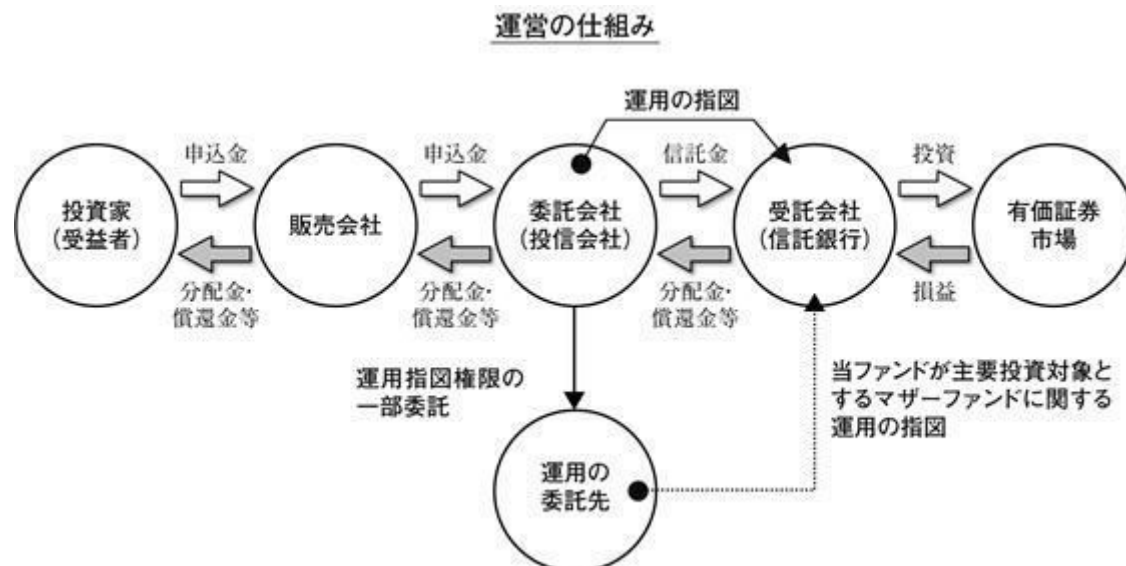 運営の仕組み
運用の指図
申込金
申込金
信託金
投資
投資家
(受益者)
販売会社
委託会社
(投信会社)
受託会社
(信託銀行)
有価証券
市場
分配金・
償還金等
分配金・
償還金等
分配金・
償還金等
損益
運用指図権限の
一部委託
当ファンドが主要投資対象と
するマザーファンドに関する
運用の指図
運用の
委託先